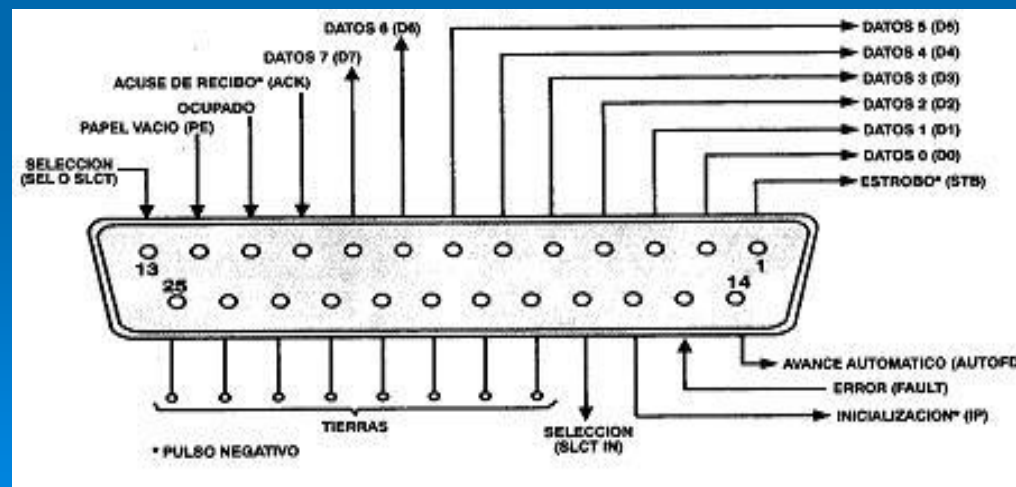 DATOS 6 (D6)
DATOS 5 (D5)
DATOS 4 (D4)
DATOS 7 (D7)
DATOS 3 (D3)
ACUSE DE RECIBO* (ACK)
DATOS 2 (D2)
OCUPADO
PAPEL VACIO (PE)
DATOS 1 (D1)
DATOS 0 (D0)
SELECCION
(SEL O SLCT)
ESTROBO* (STB)
13
1
25
14
AVANCE AUTOMATICO (AUTOFD
ERROR (FAULT)
INICIALIZACION* (IP)
TIERRAS
SELECCION
(SLCT IN)
* PULSO NEGATIVO